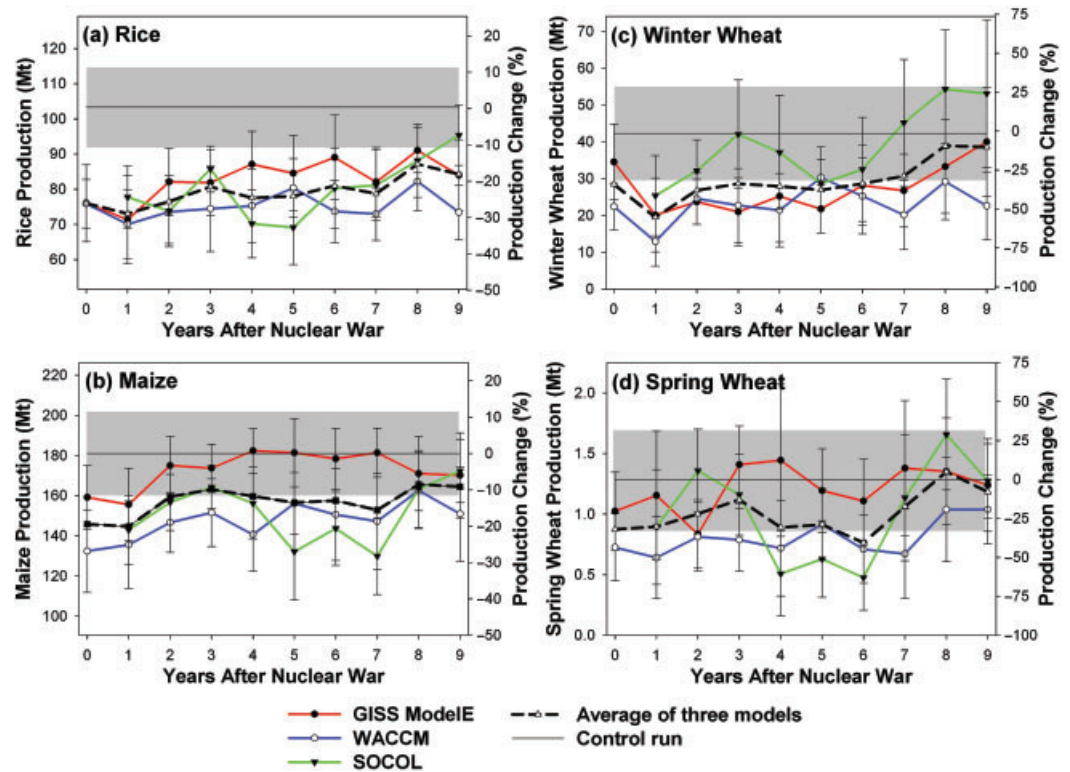 (a) Rice
Rice Production (Mt)
120
110
100
90
80
70
60
20
10
0
−10
−20
−30
−40
−50
Production Change (%)
0 1 2 3 4 5 6 7 8 9
Years After Nuclear War
(c) Winter Wheat
Winter Wheat Production (Mt)
70
60
50
40
30
20
10
0
75
50
25
0
−25
−50
−75
−100
Production Change (%)
0 1 2 3 4 5 6 7 8 9
Years After Nuclear War
(b) Maize
Maize Production (Mt)
220
200
180
160
140
120
100
20
10
0
−10
−20
−30
−40
−50
Production Change (%)
0 1 2 3 4 5 6 7 8 9
Years After Nuclear War
(d) Spring Wheat
Spring Wheat Production (Mt)
2.0
1.5
1.0
0.5
0.0
75
50
25
0
−25
−50
−75
−100
Production Change (%)
0 1 2 3 4 5 6 7 8 9
Years After Nuclear War
GISS ModelE
WACCM
SOCOL
Average of three models
Control run